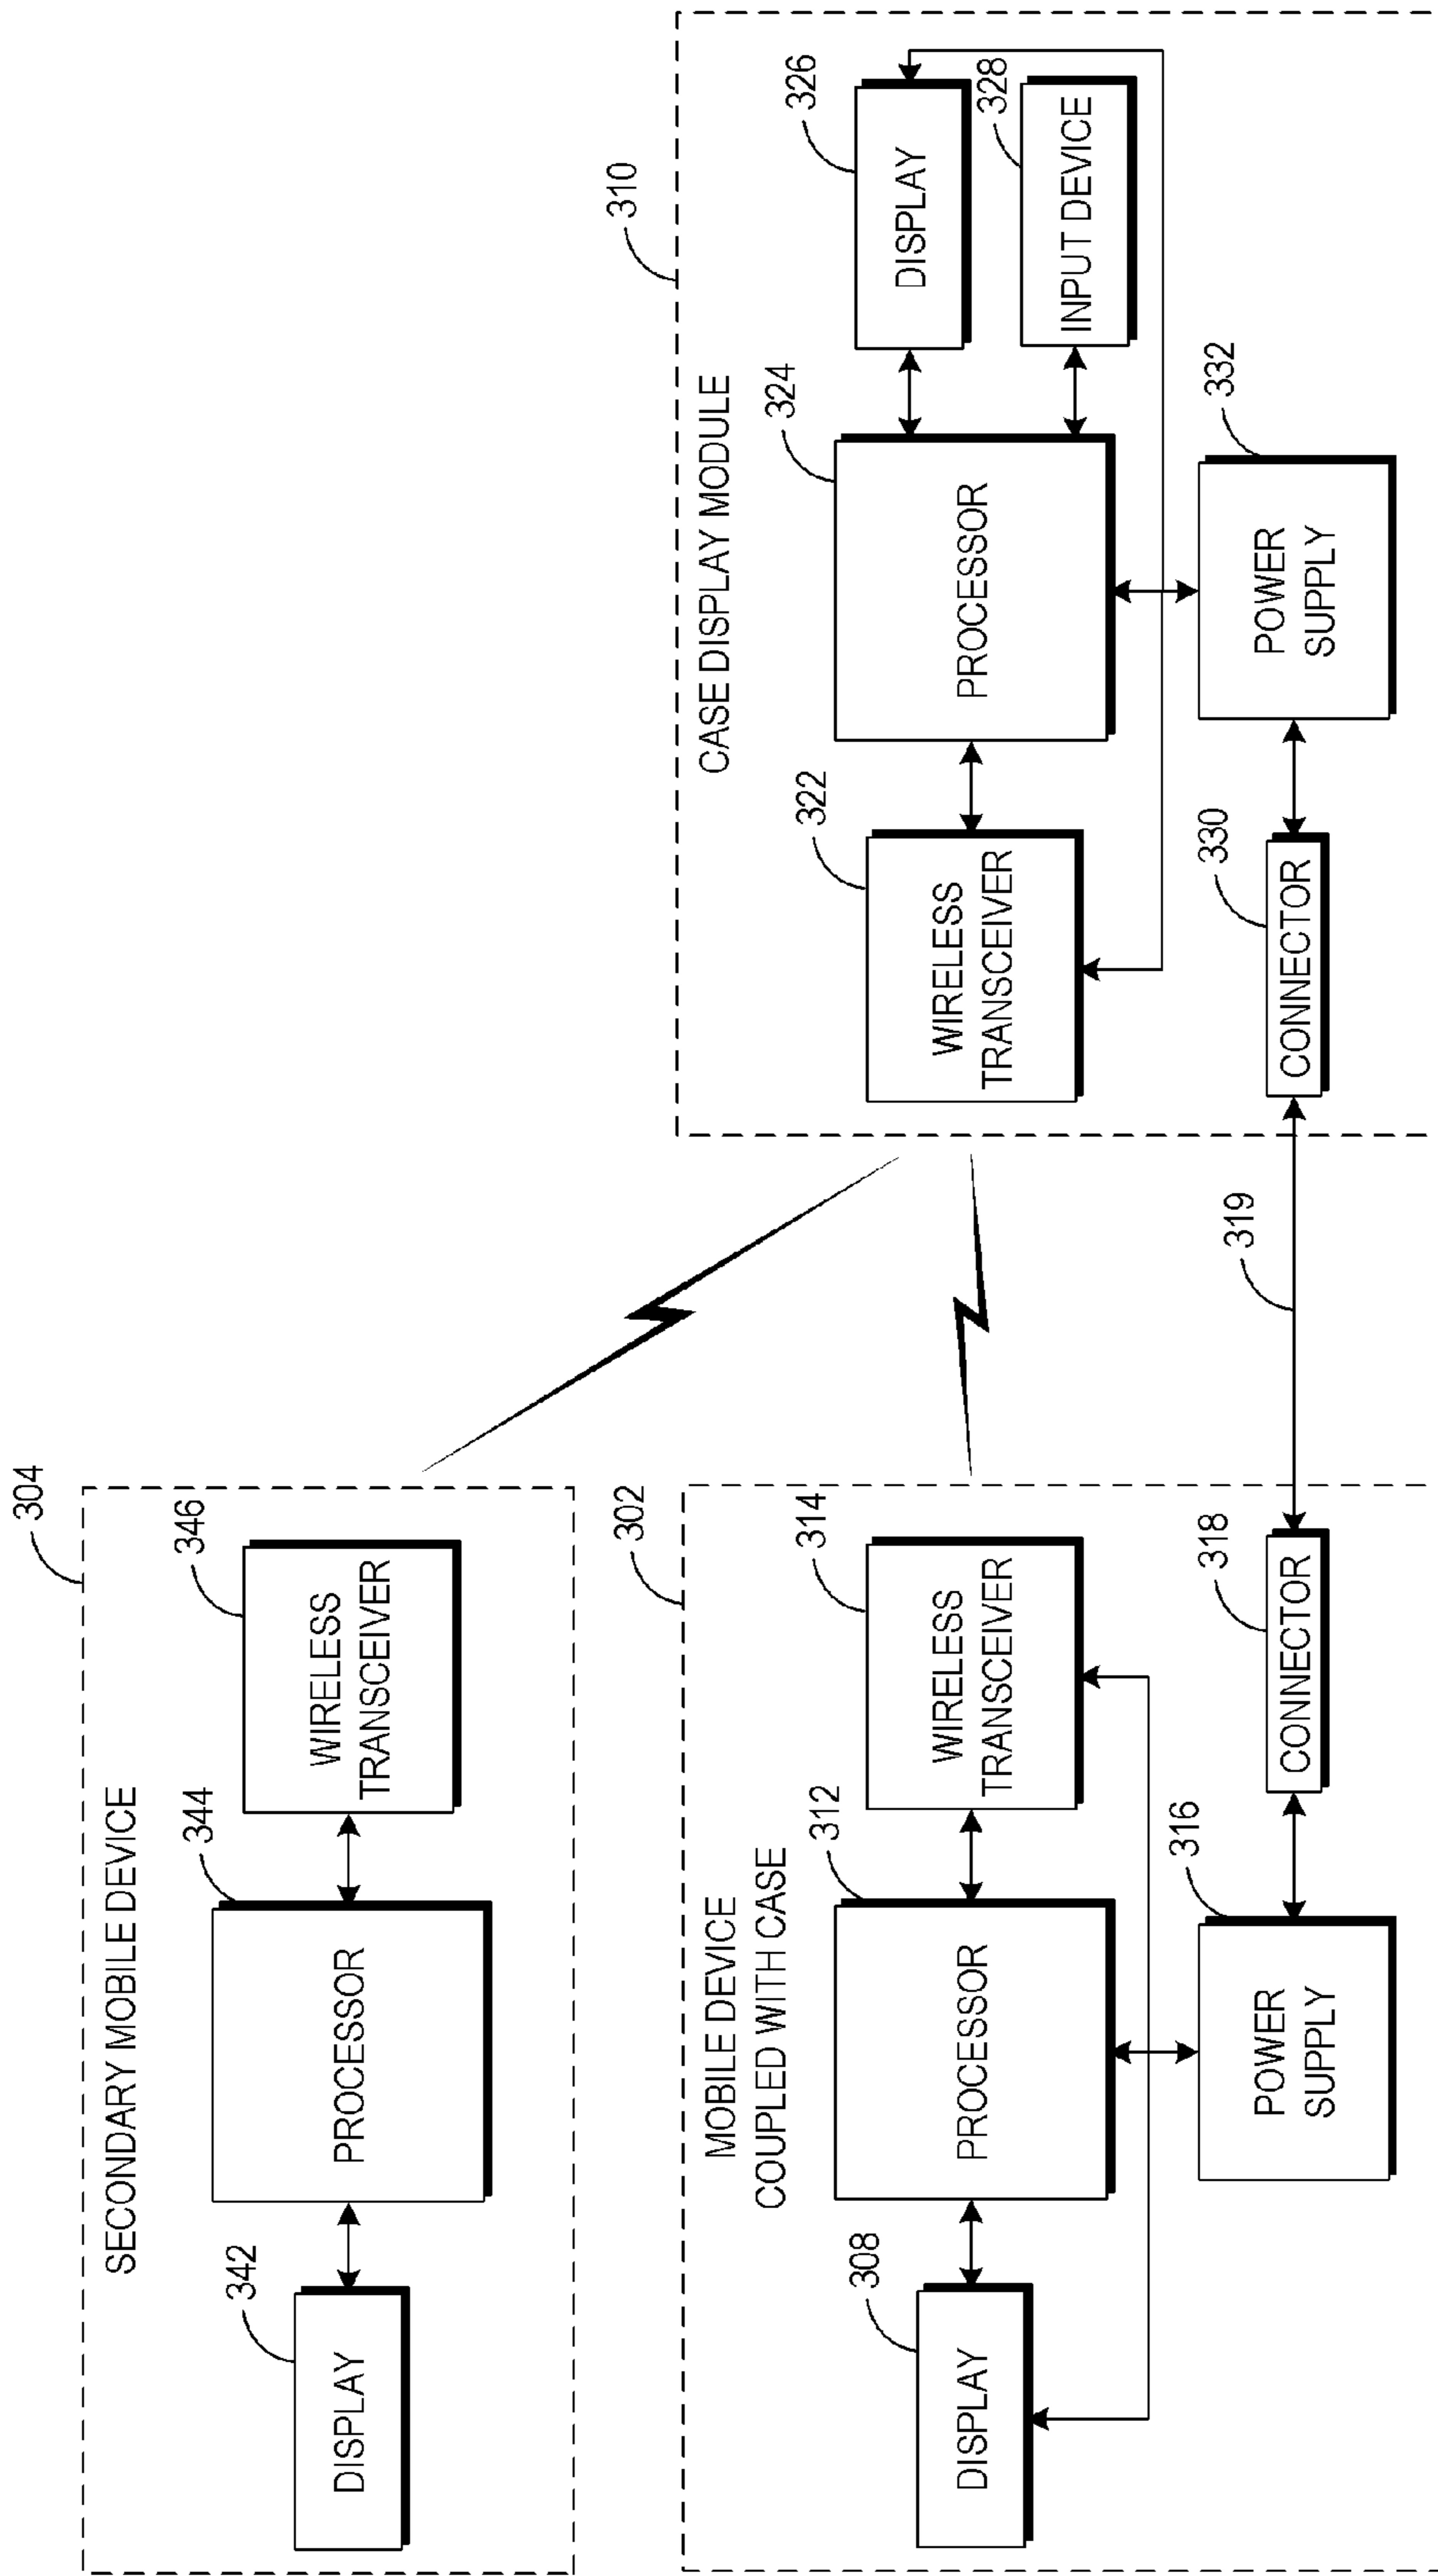 304
SECONDARY MOBILE DEVICE
342
DISPLAY
344
PROCESSOR
346
WIRELESS
TRANSCEIVER
302
MOBILE DEVICE
COUPLED WITH CASE
308
DISPLAY
312
PROCESSOR
314
WIRELESS
TRANSCEIVER
316
POWER
SUPPLY
318
CONNECTOR
319
310
CASE DISPLAY MODULE
322
WIRELESS
TRANSCEIVER
324
PROCESSOR
326
DISPLAY
328
INPUT DEVICE
330
CONNECTOR
332
POWER
SUPPLY